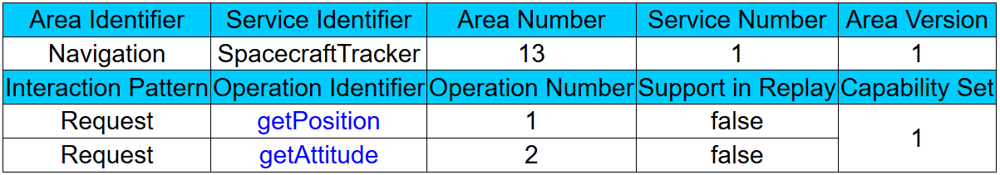 Area Identifier Service Identifier Area Number Service Number Area Version
Navigation SpacecraftTracker 13 1 1
Interaction Pattern Operation Identifier Operation Number Support in Replay Capability Set
Request getPosition 1 false 1
Request getAttitude 2 false